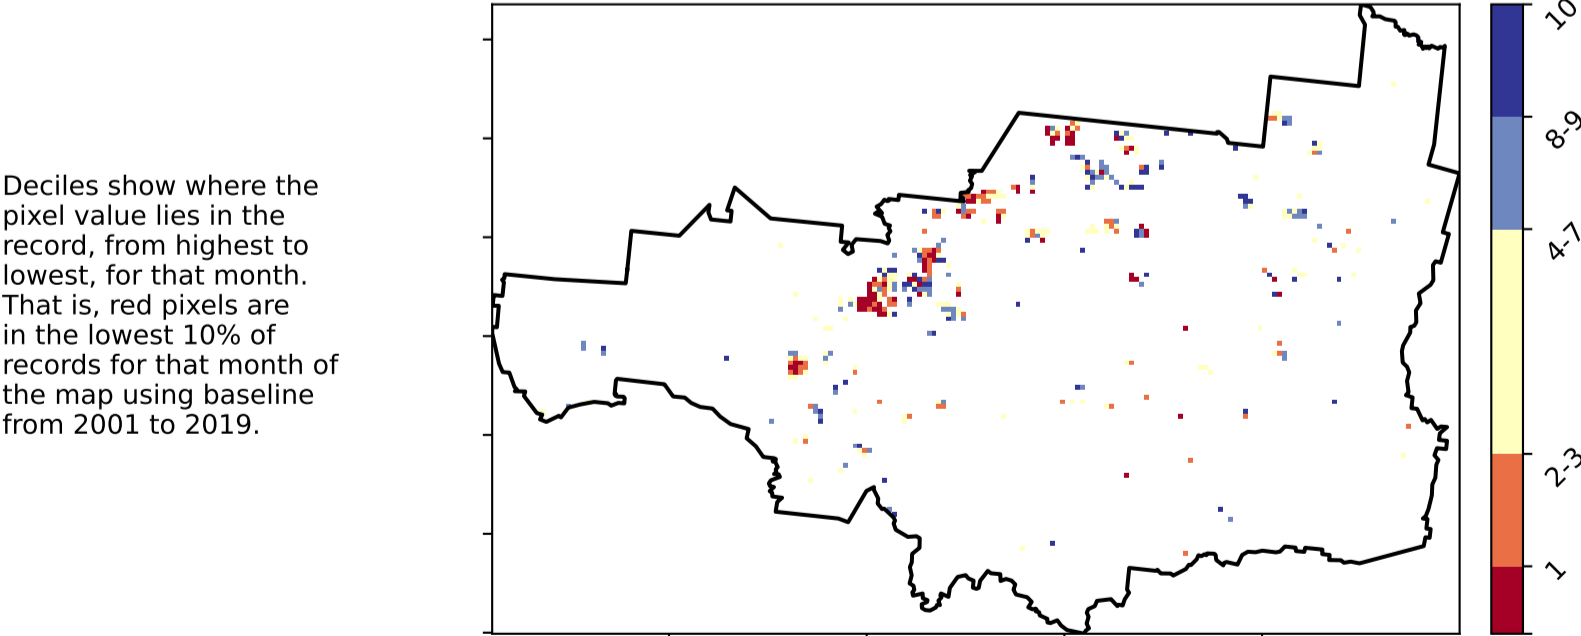 Deciles show where the
pixel value lies in the
record, from highest to
lowest, for that month.
That is, red pixels are
in the lowest 10% of
records for that month of
the map using baseline
from 2001 to 2019.
10
8-9
4-7
2-3
1